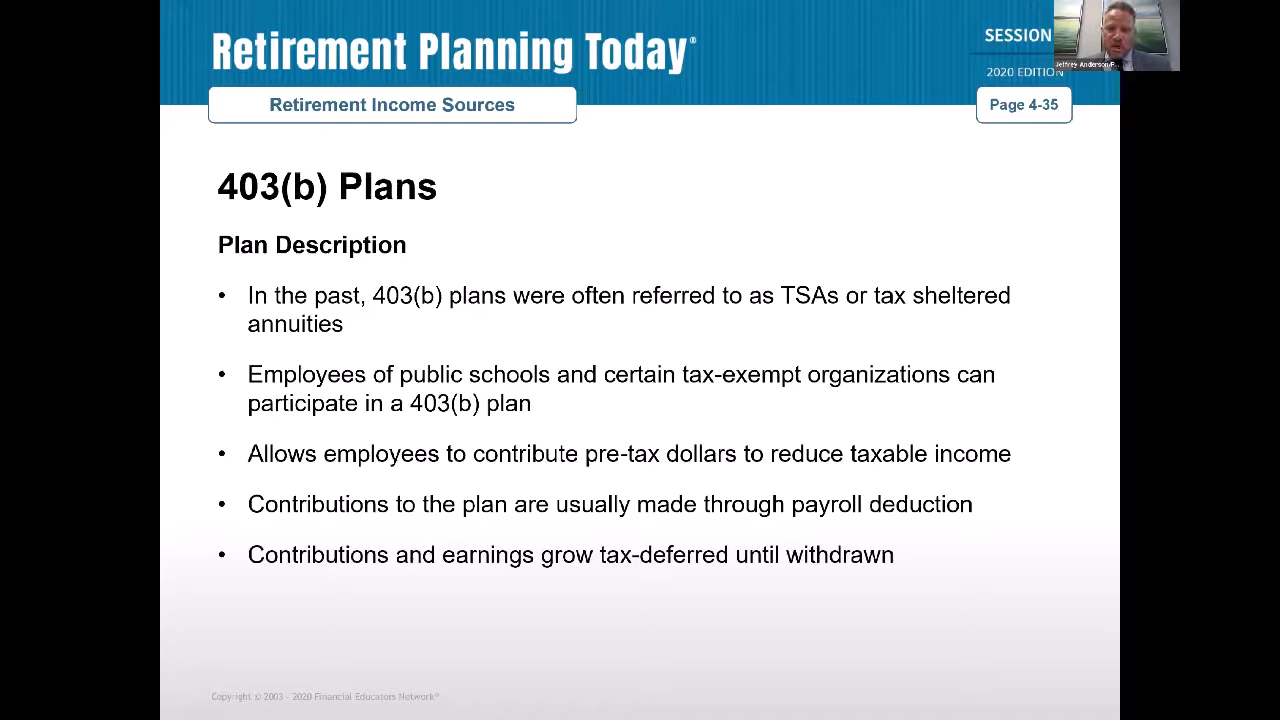 Retirement Planning Today®
SESSION
2020 EDITION
Jeffrey Anderson/P...
Retirement Income Sources
Page 4-35
403(b) Plans
Plan Description
• In the past, 403(b) plans were often referred to as TSAs or tax sheltered
annuities
• Employees of public schools and certain tax-exempt organizations can
participate in a 403(b) plan
• Allows employees to contribute pre-tax dollars to reduce taxable income
• Contributions to the plan are usually made through payroll deduction
• Contributions and earnings grow tax-deferred until withdrawn
Copyright © 2003 - 2020 Financial Educators Network®